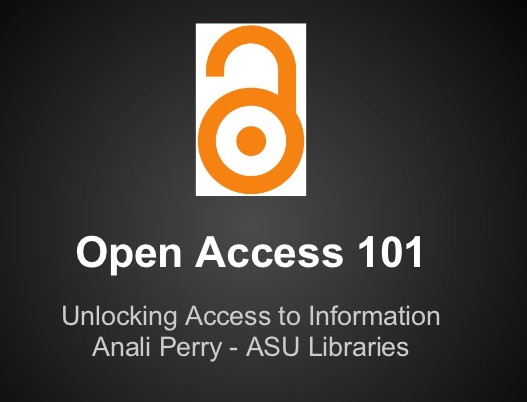 Open Access 101
Unlocking Access to Information
Anali Perry - ASU Libraries